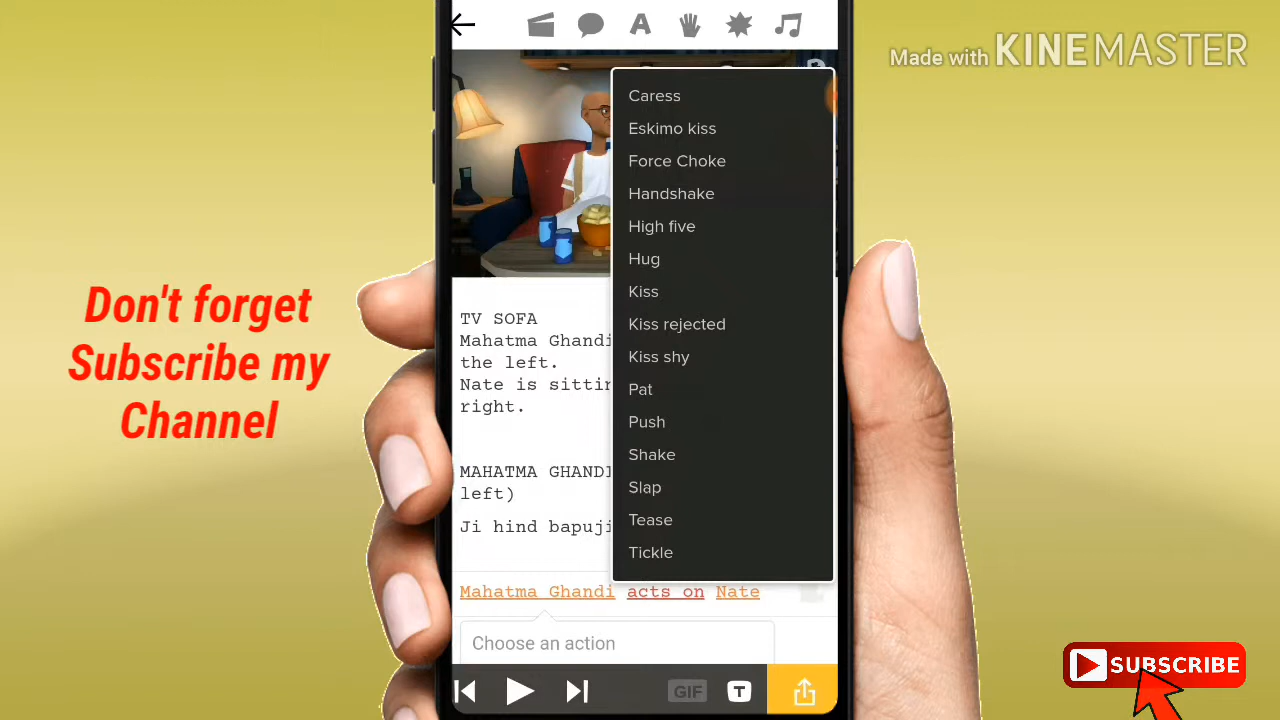 Made with KINEMASTER
Don't forget
Subscribe my
Channel
A
Caress
Eskimo kiss
Force Choke
Handshake
High five
Hug
Kiss
Kiss rejected
Kiss shy
Pat
Push
Shake
Slap
Tease
Tickle
TV SOFA
Mahatma Ghandi
the left.
Nate is
right.
MAHATMA GHANDI
left)
Ji hind bapuji
Mahatma Ghandi acts on Nate
Choose an action
GIF
T
SUBSCRIBE